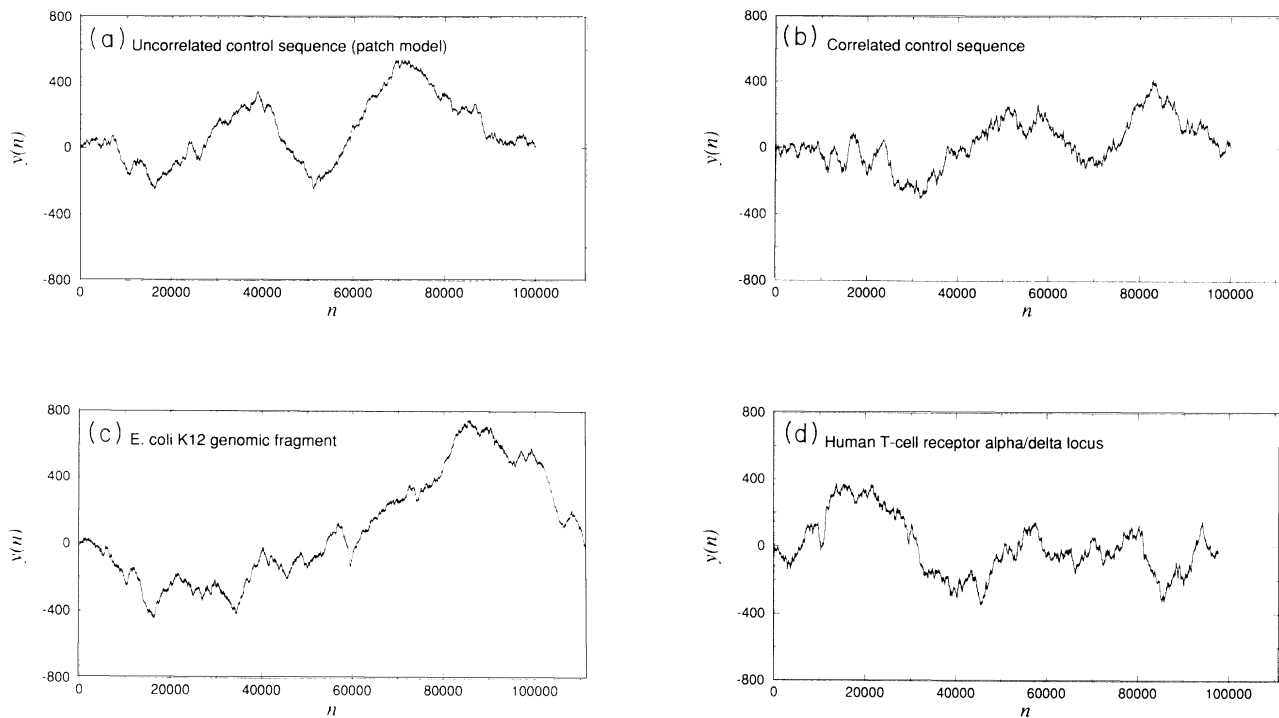 (a) Uncorrelated control sequence (patch model)
800
400
0
-400
-800
y(n)
0 20000 40000 60000 80000 100000
n
(b) Correlated control sequence
800
400
0
-400
-800
y(n)
0 20000 40000 60000 80000 100000
n
(c) E. coli K12 genomic fragment
800
400
0
-400
-800
y(n)
0 20000 40000 60000 80000 100000
n
(d) Human T-cell receptor alpha/delta locus
800
400
0
-400
-800
y(n)
0 20000 40000 60000 80000 100000
n